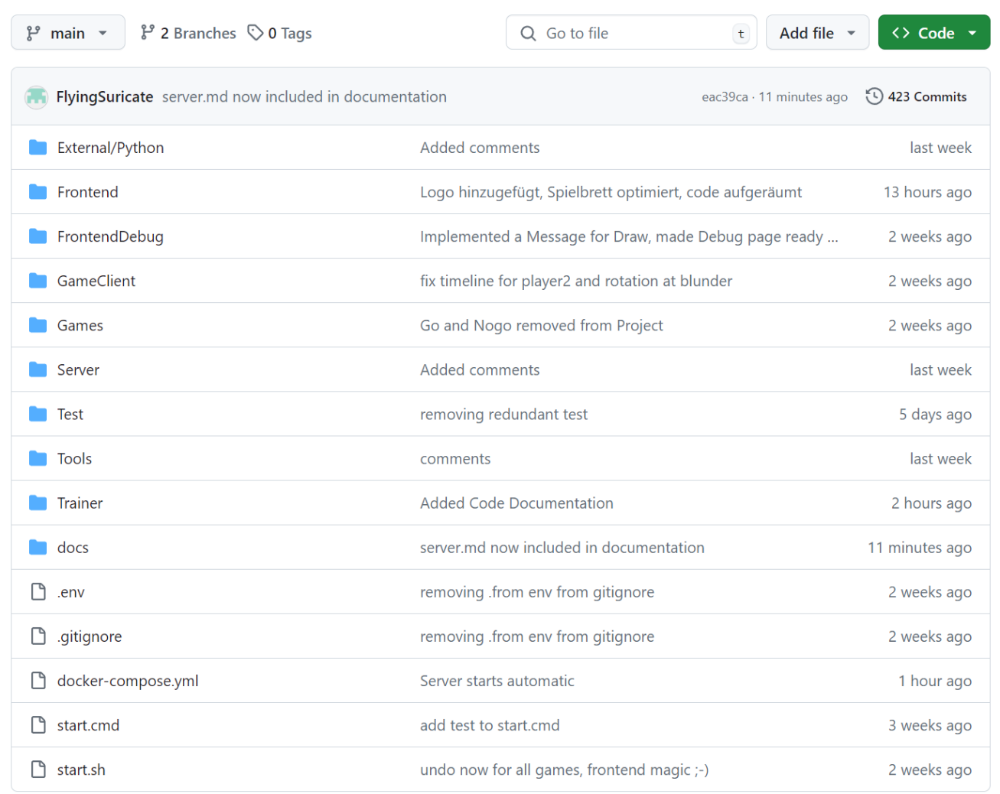 main 2 Branches 0 Tags Go to file t Add file <> Code
FlyingSuricate server.md now included in documentation eac39ca · 11 minutes ago 423 Commits
External/Python Added comments last week
Frontend Logo hinzugefügt, Spielbrett optimiert, code aufgeräumt 13 hours ago
FrontendDebug Implemented a Message for Draw, made Debug page ready ... 2 weeks ago
GameClient fix timeline for player2 and rotation at blunder 2 weeks ago
Games Go and Nogo removed from Project 2 weeks ago
Server Added comments last week
Test removing redundant test 5 days ago
Tools comments last week
Trainer Added Code Documentation 2 hours ago
docs server.md now included in documentation 11 minutes ago
.env removing .from env from gitignore 2 weeks ago
.gitignore removing .from env from gitignore 2 weeks ago
docker-compose.yml Server starts automatic 1 hour ago
start.cmd add test to start.cmd 3 weeks ago
start.sh undo now for all games, frontend magic ;-) 2 weeks ago